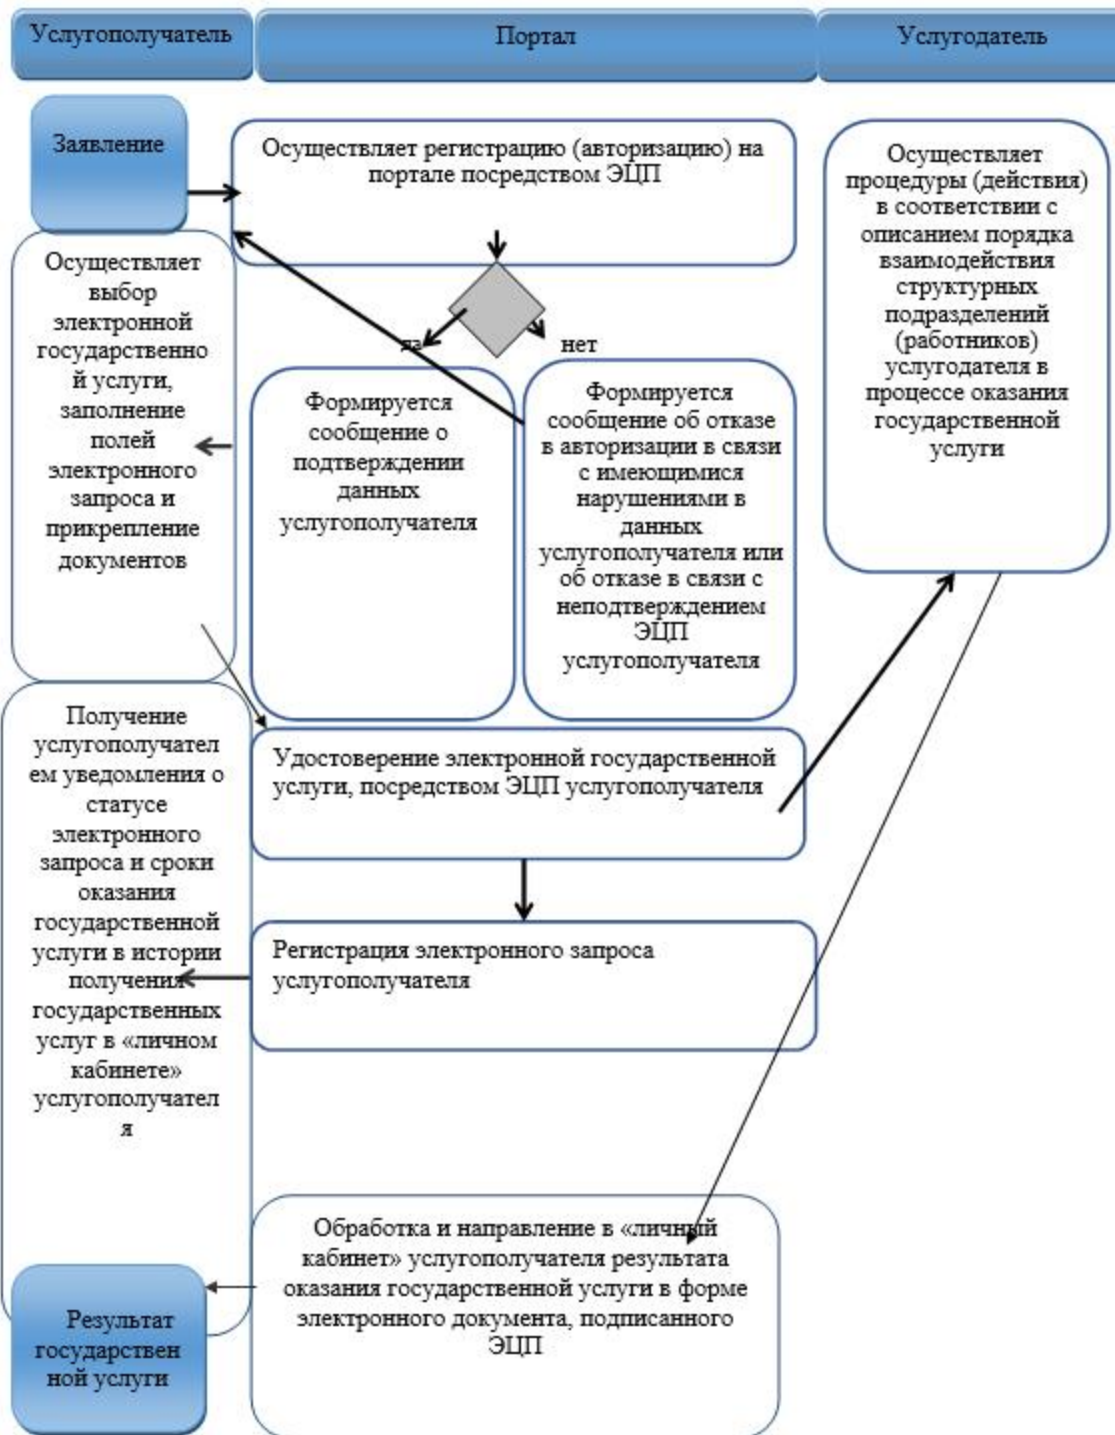 Услугополучатель
Портал
Услугодатель
Заявление
Осуществляет регистрацию (авторизацию) на
портале посредством ЭЦП
да
нет
Осуществляет
выбор
электронной
государственно
й услуги,
заполнение
полей
электронного
запроса и
прикрепление
документов
Формируется
сообщение о
подтверждении
данных
услугополучателя
Формируется
сообщение об отказе
в авторизации в связи
с имеющимися
нарушениями в
данных
услугополучателя или
об отказе в связи с
неподтверждением
ЭЦП
услугополучателя
Осуществляет
процедуры (действия)
в соответствии с
описанием порядка
взаимодействия
структурных
подразделений
(работников)
услугодателя в
процессе оказания
государственной
услуги
Удостоверение электронной государственной
услуги, посредством ЭЦП услугополучателя
Получение
услугополучател
ем уведомления о
статусе
электронного
запроса и сроки
оказания
государственной
услуги в истории
получения
государственных
услуг в «личном
кабинете»
услугополучател
я
Регистрация электронного запроса
услугополучателя
Обработка и направление в «личный
кабинет» услугополучателя результата
оказания государственной услуги в форме
электронного документа, подписанного
ЭЦП
Результат
государствен
ной услуги